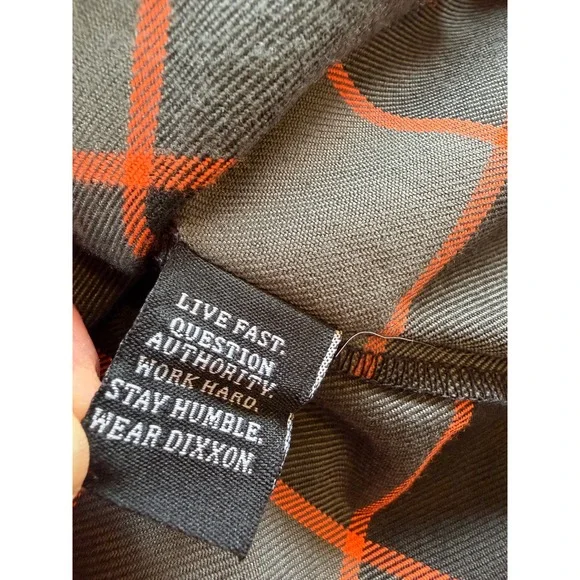 LIVE FAST.
QUESTION
AUTHORITY.
WORK HARD.
STAY HUMBLE.
WEAR DIXXON.